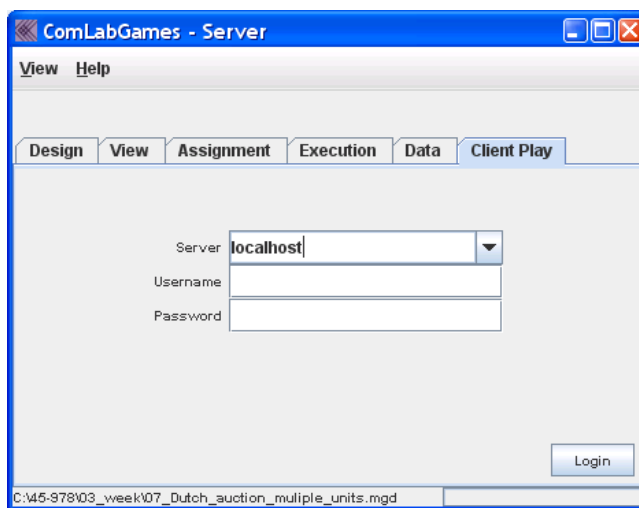 ComLabGames - Server
View Help
Design View Assignment Execution Data Client Play
Server localhost
Username
Password
Login
C:\45-978\03_week\07_Dutch_auction_muliple_units.mgd